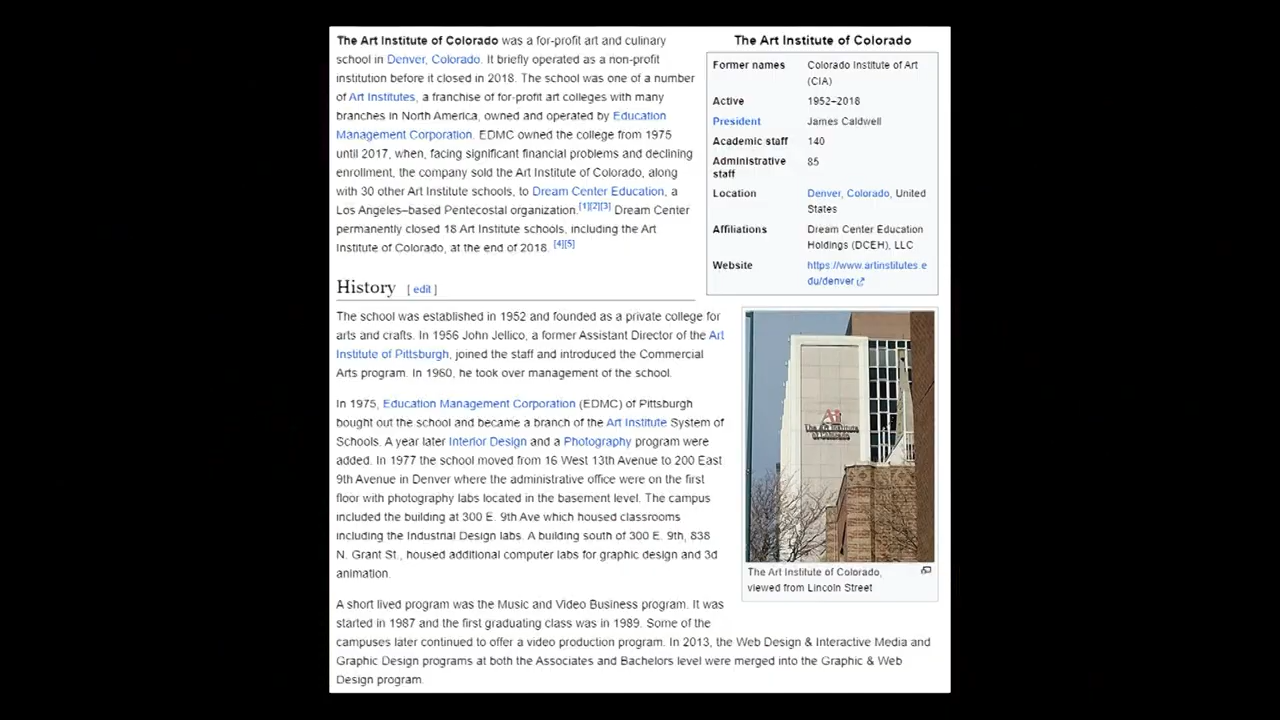 The Art Institute of Colorado was a for-profit art and culinary
school in Denver, Colorado. It briefly operated as a non-profit
institution before it closed in 2018. The school was one of a number
of Art Institutes, a franchise of for-profit art colleges with many
branches in North America, owned and operated by Education
Management Corporation. EDMC owned the college from 1975
until 2017, when, facing significant financial problems and declining
enrollment, the company sold the Art Institute of Colorado, along
with 30 other Art Institute schools, to Dream Center Education, a
Los Angeles–based Pentecostal organization.[1][2][3] Dream Center
permanently closed 18 Art Institute schools, including the Art
Institute of Colorado, at the end of 2018. [4][5]
The Art Institute of Colorado
Former names Colorado Institute of Art
(CIA)
Active 1952–2018
President James Caldwell
Academic staff 140
Administrative 85
staff
Location Denver, Colorado, United
States
Affiliations Dream Center Education
Holdings (DCEH), LLC
Website https://www.artinstitutes.e
du/denver
History [ edit ]
The school was established in 1952 and founded as a private college for
arts and crafts. In 1956 John Jellico, a former Assistant Director of the Art
Institute of Pittsburgh, joined the staff and introduced the Commercial
Arts program. In 1960, he took over management of the school.
In 1975, Education Management Corporation (EDMC) of Pittsburgh
bought out the school and became a branch of the Art Institute System of
Schools. A year later Interior Design and a Photography program were
added. In 1977 the school moved from 16 West 13th Avenue to 200 East
9th Avenue in Denver where the administrative office were on the first
floor with photography labs located in the basement level. The campus
included the building at 300 E. 9th Ave which housed classrooms
including the Industrial Design labs. A building south of 300 E. 9th, 838
N. Grant St., housed additional computer labs for graphic design and 3d
animation.
Ai
The Art Institute
of Colorado
The Art Institute of Colorado,
viewed from Lincoln Street
A short lived program was the Music and Video Business program. It was
started in 1987 and the first graduating class was in 1989. Some of the
campuses later continued to offer a video production program. In 2013, the Web Design & Interactive Media and
Graphic Design programs at both the Associates and Bachelors level were merged into the Graphic & Web
Design program.